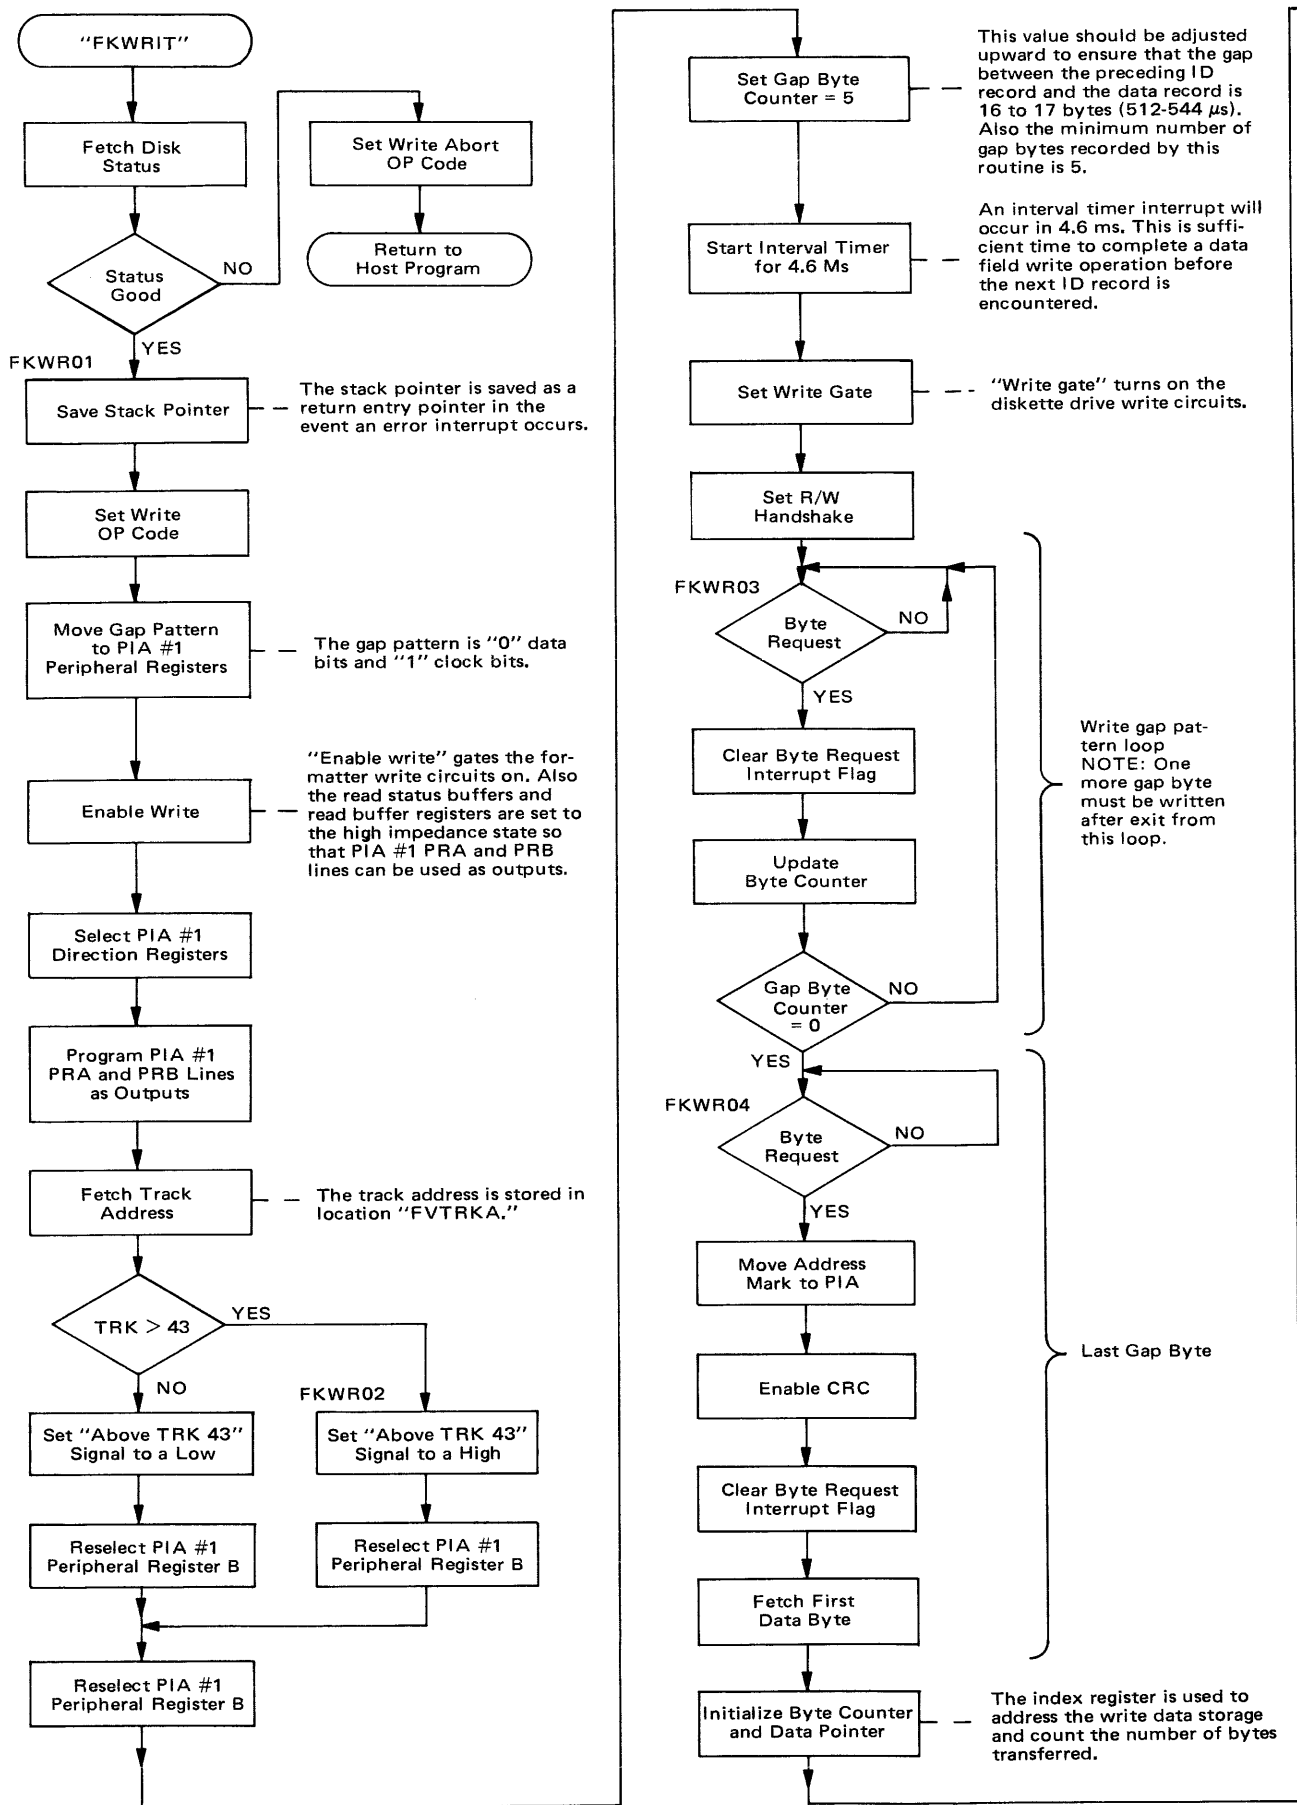 "FKWRIT"
Fetch Disk
Status
Status
Good
NO
Set Write Abort
OP Code
Return to
Host Program
YES
FKWR01
Save Stack Pointer
The stack pointer is saved as a
return entry pointer in the
event an error interrupt occurs.
Set Write
OP Code
Move Gap Pattern
to PIA #1
Peripheral Registers
The gap pattern is "0" data
bits and "1" clock bits.
Enable Write
"Enable write" gates the for-
matter write circuits on. Also
the read status buffers and
read buffer registers are set to
the high impedance state so
that PIA #1 PRA and PRB
lines can be used as outputs.
Select PIA #1
Direction Registers
Program PIA #1
PRA and PRB Lines
as Outputs
Fetch Track
Address
The track address is stored in
location "FVTRKA."
TRK > 43
YES
NO
FKWR02
Set "Above TRK 43"
Signal to a Low
Set "Above TRK 43"
Signal to a High
Reselect PIA #1
Peripheral Register B
Reselect PIA #1
Peripheral Register B
Reselect PIA #1
Peripheral Register B
Set Gap Byte
Counter = 5
This value should be adjusted
upward to ensure that the gap
between the preceding ID
record and the data record is
16 to 17 bytes (512-544 μs).
Also the minimum number of
gap bytes recorded by this
routine is 5.
Start Interval Timer
for 4.6 Ms
An interval timer interrupt will
occur in 4.6 ms. This is suffi-
cient time to complete a data
field write operation before
the next ID record is
encountered.
Set Write Gate
"Write gate" turns on the
diskette drive write circuits.
Set R/W
Handshake
FKWR03
Byte
Request
NO
YES
Clear Byte Request
Interrupt Flag
Update
Byte Counter
Gap Byte
Counter
= 0
NO
YES
Write gap pat-
tern loop
NOTE: One
more gap byte
must be written
after exit from
this loop.
FKWR04
Byte
Request
NO
YES
Move Address
Mark to PIA
Enable CRC
Clear Byte Request
Interrupt Flag
Fetch First
Data Byte
Last Gap Byte
Initialize Byte Counter
and Data Pointer
The index register is used to
address the write data storage
and count the number of bytes
transferred.